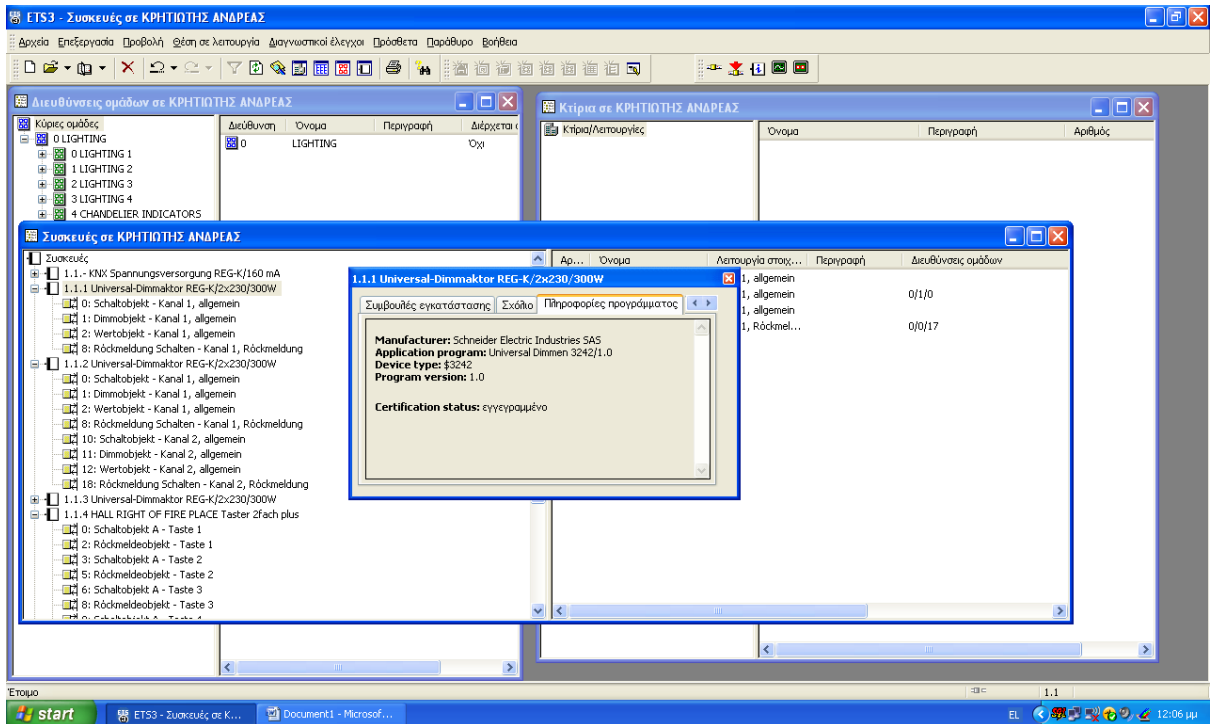 ETS3 - Συσκευές σε ΚΡΗΤΙΩΤΗΣ ΑΝΔΡΕΑΣ
Αρχεία Επεξεργασία Προβολή Θέση σε λειτουργία Διαγνωστικοί έλεγχοι Πρόσθετα Παράθυρο Βοήθεια
Διευθύνσεις ομάδων σε ΚΡΗΤΙΩΤΗΣ ΑΝΔΡΕΑΣ
Κύριες ομάδες
0 LIGHTING
0 LIGHTING 1
1 LIGHTING 2
2 LIGHTING 3
3 LIGHTING 4
4 CHANDELIER INDICATORS
Διεύθυνση Όνομα Περιγραφή Διέρχεται
0 LIGHTING Όχι
Κτίρια σε ΚΡΗΤΙΩΤΗΣ ΑΝΔΡΕΑΣ
Κτίρια/Λειτουργίες
Όνομα Περιγραφή Αριθμός
Συσκευές σε ΚΡΗΤΙΩΤΗΣ ΑΝΔΡΕΑΣ
Συσκευές
1.1.- KNX Spannungsversorgung REG-K/160 mA
1.1.1 Universal-Dimmaktor REG-K/2x230/300W
0: Schaltobjekt - Kanal 1, allgemein
1: Dimmobjekt - Kanal 1, allgemein
2: Wertobjekt - Kanal 1, allgemein
8: Rόckmeldung Schalten - Kanal 1, Rόckmeldung
1.1.2 Universal-Dimmaktor REG-K/2x230/300W
0: Schaltobjekt - Kanal 1, allgemein
1: Dimmobjekt - Kanal 1, allgemein
2: Wertobjekt - Kanal 1, allgemein
8: Rόckmeldung Schalten - Kanal 1, Rόckmeldung
10: Schaltobjekt - Kanal 2, allgemein
11: Dimmobjekt - Kanal 2, allgemein
12: Wertobjekt - Kanal 2, allgemein
18: Rόckmeldung Schalten - Kanal 2, Rόckmeldung
1.1.3 Universal-Dimmaktor REG-K/2x230/300W
1.1.4 HALL RIGHT OF FIRE PLACE Taster 2fach plus
0: Schaltobjekt A - Taste 1
2: Rόckmeldeobjekt - Taste 1
3: Schaltobjekt A - Taste 2
5: Rόckmeldeobjekt - Taste 2
6: Schaltobjekt A - Taste 3
8: Rόckmeldeobjekt - Taste 3
Αρ... Όνομα Λειτουργία στοιχ... Περιγραφή Διευθύνσεις ομάδων
1, allgemein
1, allgemein 0/1/0
1, allgemein
1, Rόckmel... 0/0/17
1.1.1 Universal-Dimmaktor REG-K/2x230/300W
Συμβουλές εγκατάστασης Σχόλιο Πληροφορίες προγράμματος
Manufacturer: Schneider Electric Industries SAS
Application program: Universal Dimmen 3242/1.0
Device type: $3242
Program version: 1.0
Certification status: εγγεγραμμένο
Έτοιμο 1.1
start ETS3 - Συσκευές σε Κ... Document1 - Microsof... EL 12:06 μμ